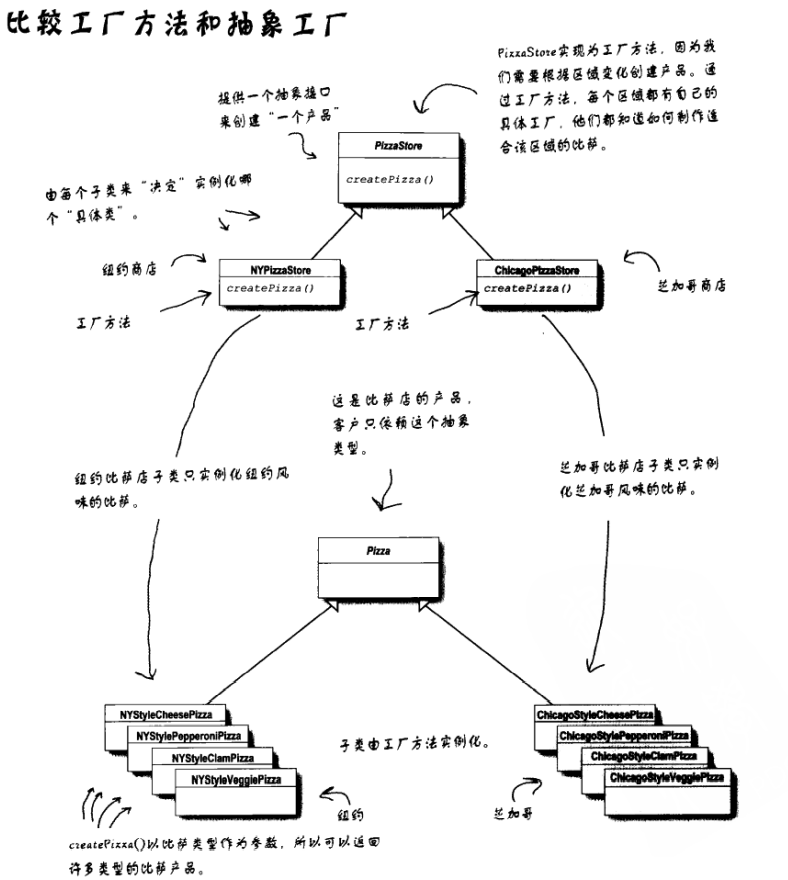 比较工厂方法和抽象工厂
PizzaStore实现为工厂方法，因为我
们需要根据区域变化创建产品。通
过工厂方法，每个区域都有自己的
具体工厂，他们都知道如何制作适
合该区域的比萨。
提供一个抽象接口
来创建“一个产品”
PizzaStore
createPizza()
由每个子类来“决定”实例化哪
个“具体类”。
纽约商店
NYPizzaStore
createPizza()
ChicagoPizzaStore
createPizza()
芝加哥商店
工厂方法
工厂方法
这是比萨店的产品，
客户只依赖这个抽象
类型。
纽约比萨店子类只实例化纽约风
味的比萨。
芝加哥比萨店子类只实例
化芝加哥风味的比萨。
Pizza
NYStyleCheesePizza
NYStylePepperoniPizza
NYStyleClamPizza
NYStyleVeggiePizza
子类由工厂方法实例化。
ChicagoStyleCheesePizza
ChicagoStylePepperoniPizza
ChicagoStyleClamPizza
ChicagoStyleVeggiePizza
纽约
芝加哥
createPizza()以比萨类型作为参数，所以可以返回
许多类型的比萨产品。